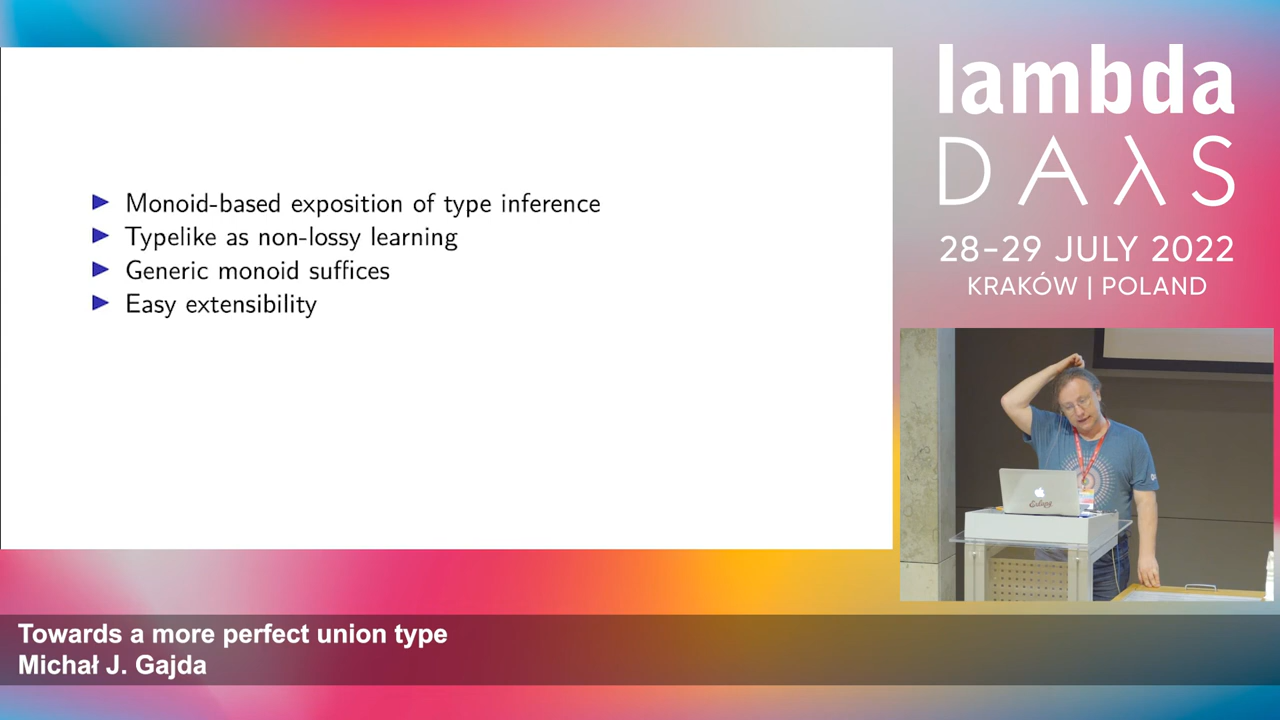 Monoid-based exposition of type inference
Typelike as non-lossy learning
Generic monoid suffices
Easy extensibility
lambda
DAλS
28–29 JULY 2022
KRAKÓW | POLAND
Towards a more perfect union type
Michał J. Gajda